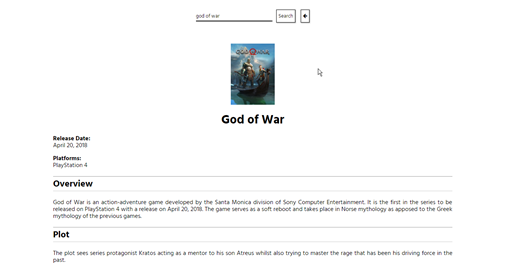 god of war Search
GOD OF WAR
God of War
Release Date:
April 20, 2018
Platforms:
PlayStation 4
Overview
God of War is an action-adventure game developed by the Santa Monica division of Sony Computer Entertainment. It is the first in the series to be
released on PlayStation 4 with a release on April 20, 2018. The game serves as a soft reboot and takes place in Norse mythology as apposed to the Greek
mythology of the previous games.
Plot
The plot sees series protagonist Kratos acting as a mentor to his son Atreus whilst also trying to master the rage that has been his driving force in the
past.